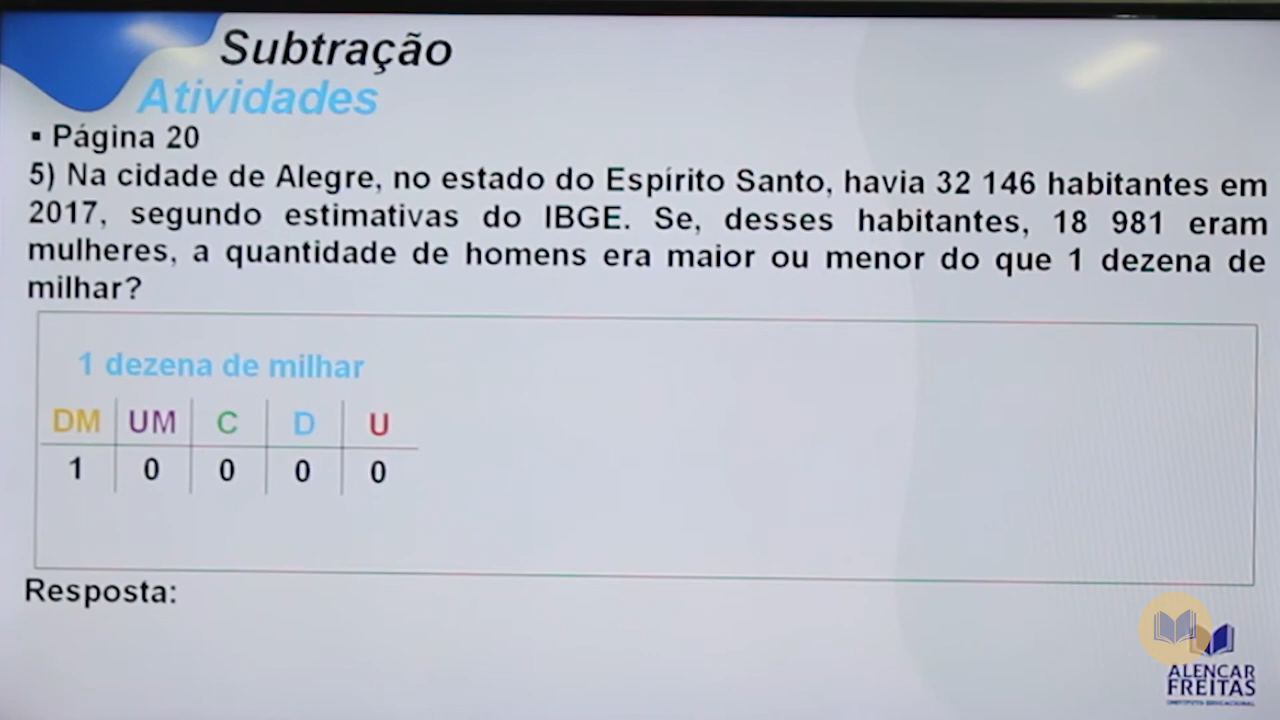 Subtração
Atividades
▪ Página 20
5) Na cidade de Alegre, no estado do Espírito Santo, havia 32 146 habitantes em
2017, segundo estimativas do IBGE. Se, desses habitantes, 18 981 eram
mulheres, a quantidade de homens era maior ou menor do que 1 dezena de
milhar?
1 dezena de milhar
DM UM C D U
1 0 0 0 0
Resposta:
ALENCAR
FREITAS
INSTITUTO EDUCACIONAL